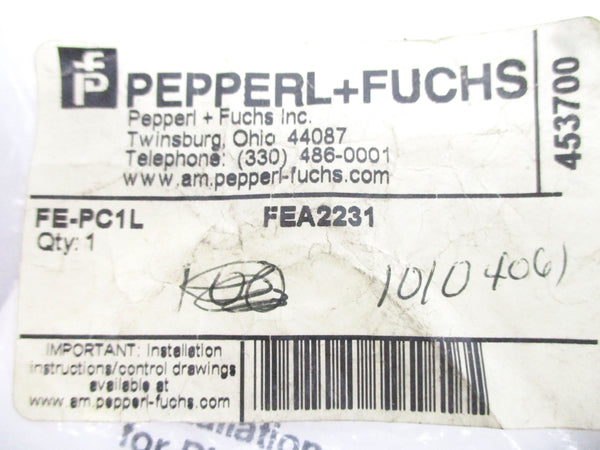 PEPPERL+FUCHS
Pepperl + Fuchs Inc.
Twinsburg, Ohio 44087
Telephone: (330) 486-0001
www.am.pepperl-fuchs.com
453700
FE-PC1L FEA2231
Qty: 1
10104061
IMPORTANT: Installation
instructions/control drawings
available at
www.am.pepperl-fuchs.com